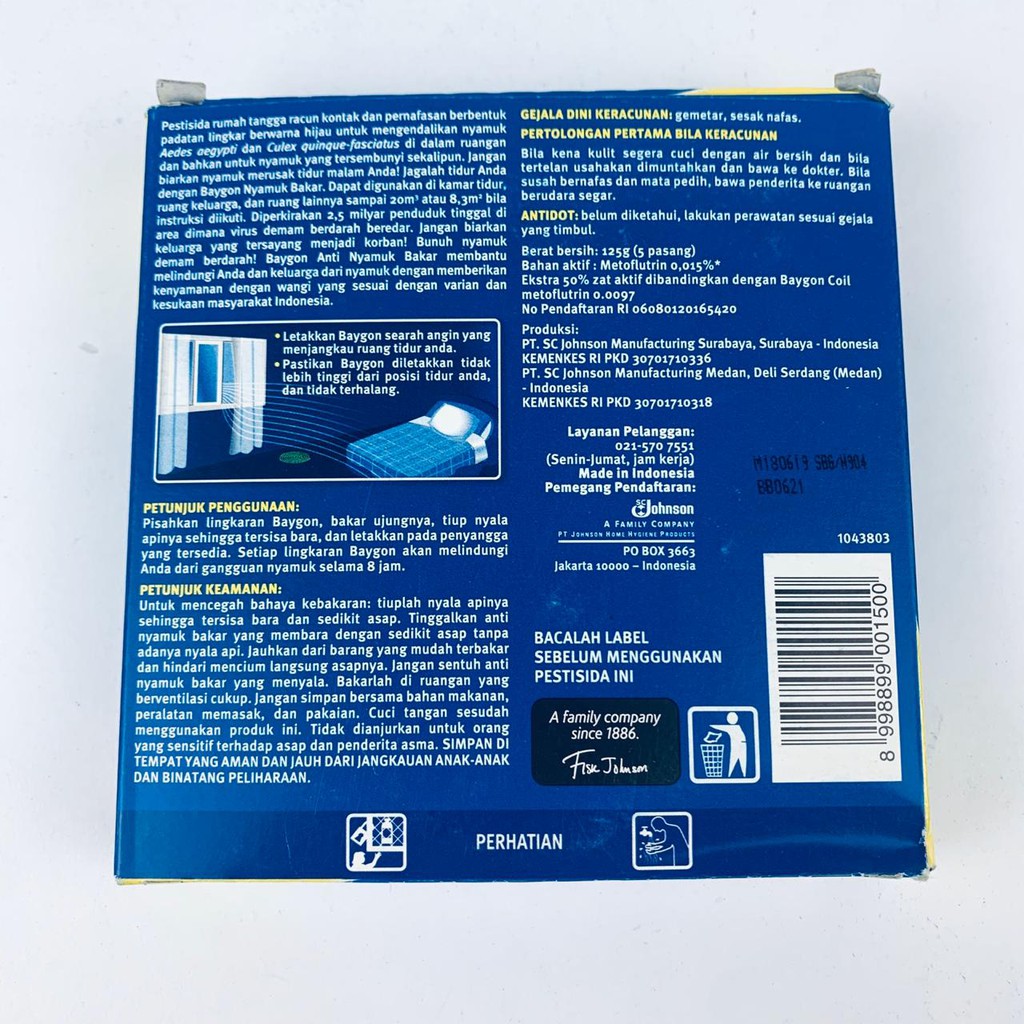 Pestisida rumah tangga racun kontak dan pernafasan berbentuk
padatan lingkar berwarna hijau untuk mengendalikan nyamuk
Aedes aegypti dan Culex quinque-fasciatus di dalam ruangan
dan bahkan untuk nyamuk yang tersembunyi sekalipun. Jangan
biarkan nyamuk merusak tidur malam Anda! Jagalah tidur Anda
dengan Baygon Nyamuk Bakar. Dapat digunakan di kamar tidur,
ruang keluarga, dan ruang lainnya sampai 20m³ atau 8,3m² bila
instruksi diikuti. Diperkirakan 2,5 milyar penduduk tinggal di
area dimana virus demam berdarah beredar. Jangan biarkan
keluarga yang tersayang menjadi korban! Bunuh nyamuk
demam berdarah! Baygon Anti Nyamuk Bakar membantu
melindungi Anda dan keluarga dari nyamuk dengan memberikan
kenyamanan dengan wangi yang sesuai dengan varian dan
kesukaan masyarakat Indonesia.
• Letakkan Baygon searah angin yang
menjangkau ruang tidur anda.
• Pastikan Baygon diletakkan tidak
lebih tinggi dari posisi tidur anda,
dan tidak terhalang.
PETUNJUK PENGGUNAAN:
Pisahkan lingkaran Baygon, bakar ujungnya, tiup nyala
apinya sehingga tersisa bara, dan letakkan pada penyangga
yang tersedia. Setiap lingkaran Baygon akan melindungi
Anda dari gangguan nyamuk selama 8 jam.
PETUNJUK KEAMANAN:
Untuk mencegah bahaya kebakaran: tiuplah nyala apinya
sehingga tersisa bara dan sedikit asap. Tinggalkan anti
nyamuk bakar yang membara dengan sedikit asap tanpa
adanya nyala api. Jauhkan dari barang yang mudah terbakar
dan hindari mencium langsung asapnya. Jangan sentuh anti
nyamuk bakar yang menyala. Bakarlah di ruangan yang
berventilasi cukup. Jangan simpan bersama bahan makanan,
peralatan memasak, dan pakaian. Cuci tangan sesudah
menggunakan produk ini. Tidak dianjurkan untuk orang
yang sensitif terhadap asap dan penderita asma. SIMPAN DI
TEMPAT YANG AMAN DAN JAUH DARI JANGKAUAN ANAK-ANAK
DAN BINATANG PELIHARAAN.
GEJALA DINI KERACUNAN: gemetar, sesak nafas.
PERTOLONGAN PERTAMA BILA KERACUNAN
Bila kena kulit segera cuci dengan air bersih dan bila
tertelan usahakan dimuntahkan dan bawa ke dokter. Bila
susah bernafas dan mata pedih, bawa penderita ke ruangan
berudara segar.
ANTIDOT: belum diketahui, lakukan perawatan sesuai gejala
yang timbul.
Berat bersih: 125g (5 pasang)
Bahan aktif : Metoflutrin 0,015%*
Ekstra 50% zat aktif dibandingkan dengan Baygon Coil
metoflutrin 0.0097
No Pendaftaran RI 06080120165420
Produksi:
PT. SC Johnson Manufacturing Surabaya, Surabaya - Indonesia
KEMENKES RI PKD 30701710336
PT. SC Johnson Manufacturing Medan, Deli Serdang (Medan)
- Indonesia
KEMENKES RI PKD 30701710318
Layanan Pelanggan:
021-570 7551
(Senin-Jumat, jam kerja)
Made in Indonesia
Pemegang Pendaftaran:
SC Johnson
A FAMILY COMPANY
PT JOHNSON HOME HYGIENE PRODUCTS
PO BOX 3663
Jakarta 10000 – Indonesia
M180619 SBG/H904
BB0621
1043803
8 998899 001500
BACALAH LABEL
SEBELUM MENGGUNAKAN
PESTISIDA INI
A family company
since 1886.
Fisk Johnson
PERHATIAN